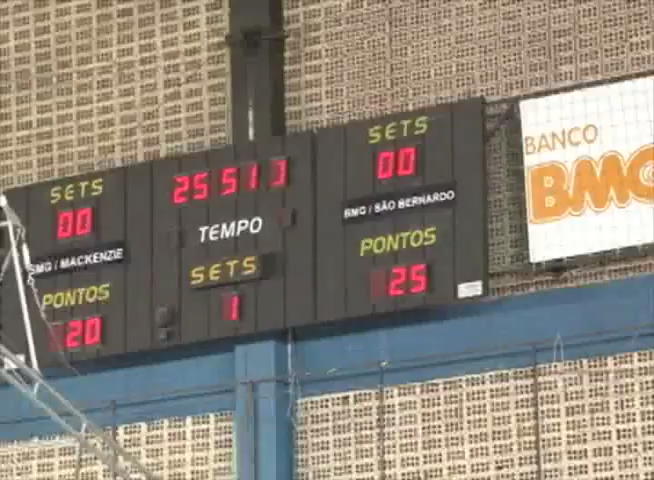 SETS
00
BMG / MACKENZIE
PONTOS
20
25 51
TEMPO
SETS
1
SETS
00
BMG / SÃO BERNARDO
PONTOS
25
BANCO
BMG